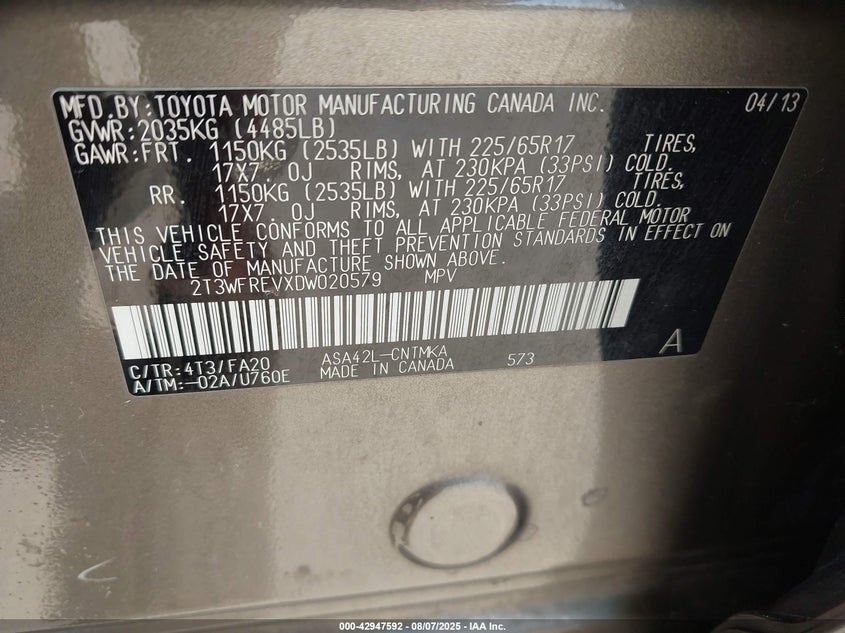 MFD.BY:TOYOTA MOTOR MANUFACTURING CANADA INC. 04/13
GVWR:2035KG (4485LB)
GAWR:FRT. 1150KG (2535LB) WITH 225/65R17 TIRES,
17X7. 0J RIMS, AT 230KPA (33PSI) COLD.
RR. 1150KG (2535LB) WITH 225/65R17 TIRES,
17X7. 0J RIMS, AT 230KPA (33PSI) COLD.
THIS VEHICLE CONFORMS TO ALL APPLICABLE FEDERAL MOTOR
VEHICLE SAFETY AND THEFT PREVENTION STANDARDS IN EFFECT ON
THE DATE OF MANUFACTURE SHOWN ABOVE.
2T3WFREVXDW020579 MPV
C/TR:4T3/FA20 ASA42L-CNTMKA 573 A
A/TM:-02A/U760E MADE IN CANADA
000-42947592 - 08/07/2025 - IAA Inc.